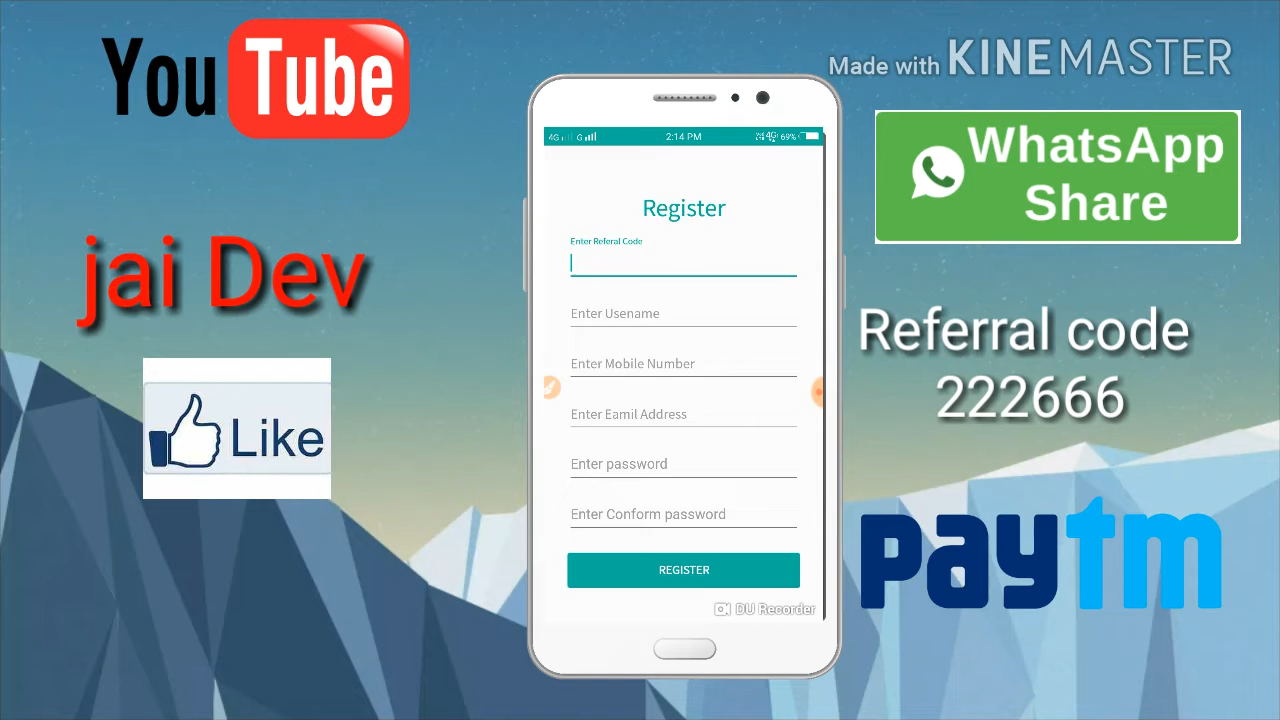 YouTube
jai Dev
Like
4G G 2:14 PM 4G 69%
Register
Enter Referal Code
Enter Usename
Enter Mobile Number
Enter Eamil Address
Enter password
Enter Conform password
REGISTER
DU Recorder
Made with KINEMASTER
WhatsApp
Share
Referral code
222666
paytm